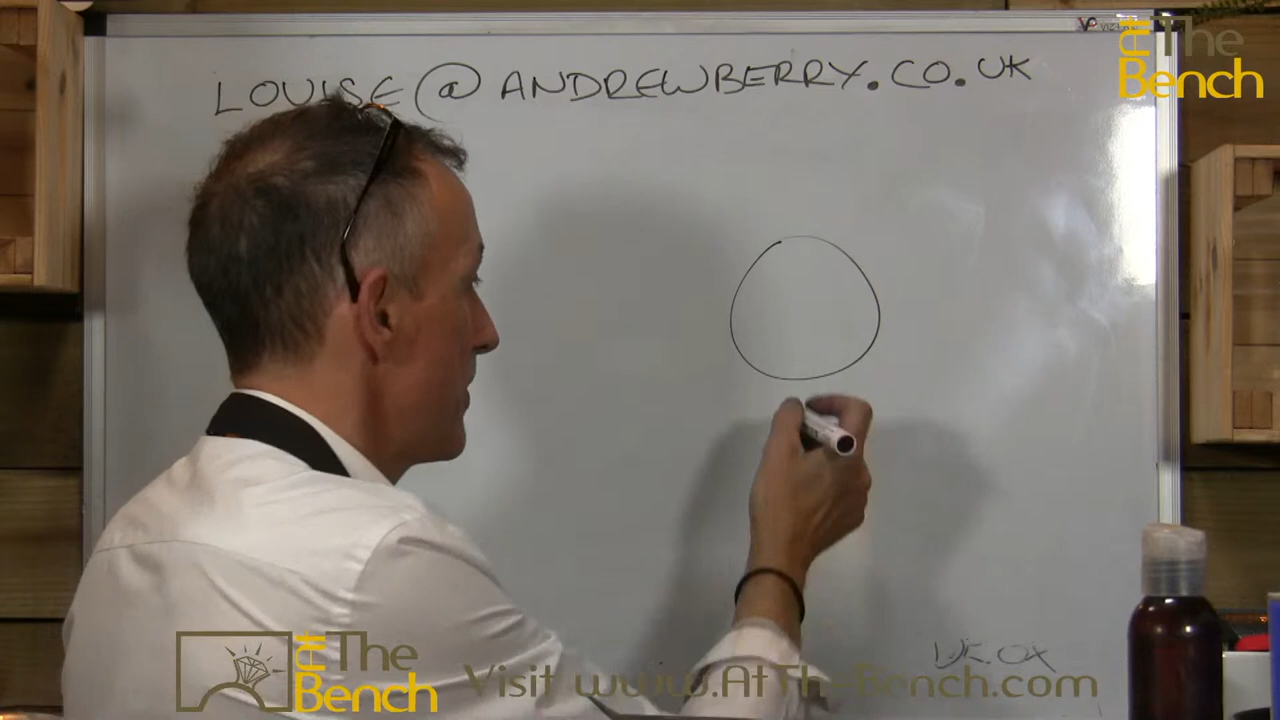 LOUISE@ANDREWBERRY.CO.UK
At The
Bench
At The
Bench
Visit www.AtTheBench.com